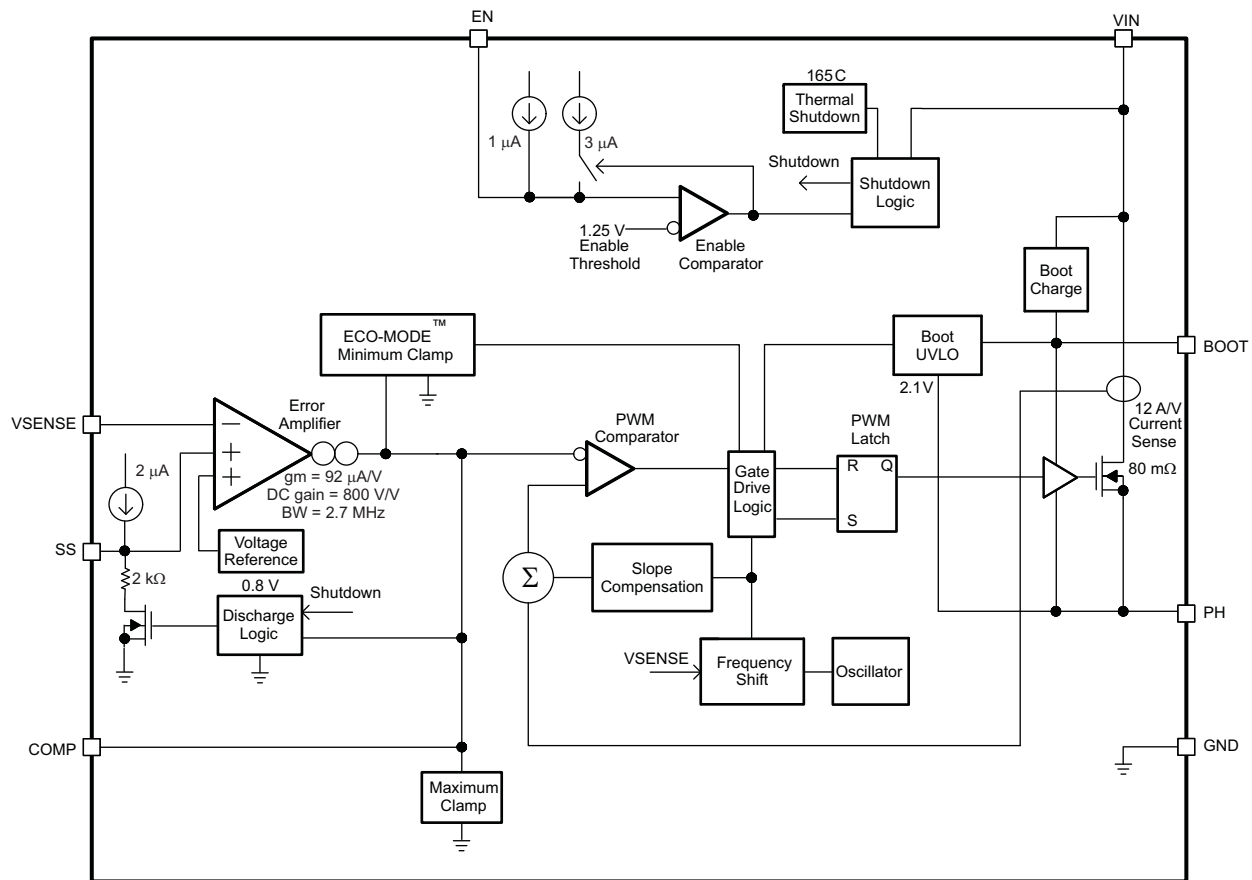 EN
VIN
165C
Thermal
Shutdown
1 μA
3 μA
Shutdown
Shutdown
Logic
1.25 V
Enable
Threshold
Enable
Comparator
Boot
Charge
ECO-MODE™
Minimum Clamp
Boot
UVLO
BOOT
2.1V
VSENSE
Error
Amplifier
PWM
Comparator
PWM
Latch
12 A/V
Current
Sense
80 mΩ
2 μA
gm = 92 μA/V
DC gain = 800 V/V
BW = 2.7 MHz
Gate
Drive
Logic
R Q
S
SS
Voltage
Reference
2 kΩ
0.8 V
Shutdown
Discharge
Logic
Σ
Slope
Compensation
PH
VSENSE
Frequency
Shift
Oscillator
COMP
GND
Maximum
Clamp